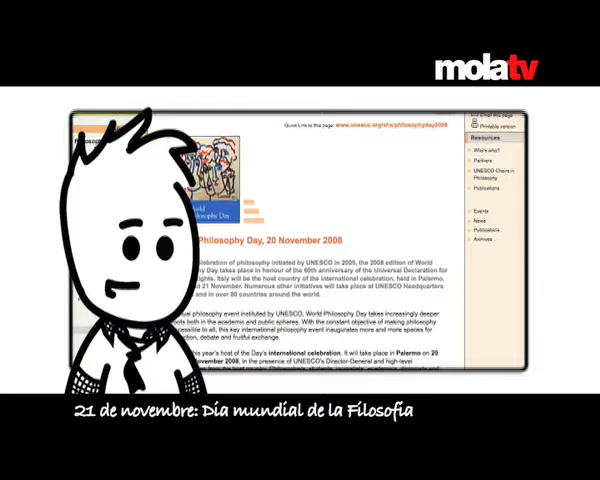 molatv
Quick Link to this page: www.unesco.org/shs/philosophyday2008
Email this page
Printable version
Resources
Who's who?
Partners
UNESCO Chairs in
Philosophy
Publications
Events
News
Publications
Archives
Philosophy Day
Philosophy Day, 20 November 2008
celebration of philosophy initiated by UNESCO in 2005, the 2008 edition of World
Day takes place in honour of the 60th anniversary of the Universal Declaration for
Italy will be the host country of the international celebration, held in Palermo,
21 November. Numerous other initiatives will take place at UNESCO Headquarters
and in over 80 countries around the world.
philosophy event instituted by UNESCO, World Philosophy Day takes increasingly deeper
roots both in the academic and public spheres. With the constant objective of making philosophy
accessible to all, this key international philosophy event inaugurates more and more spaces for
debate and fruitful exchange.
this year's host of the Day's international celebration. It will take place in Palermo on 20
November 2008, in the presence of UNESCO's Director-General and high-level
21 de novembre: Dia mundial de la Filosofia